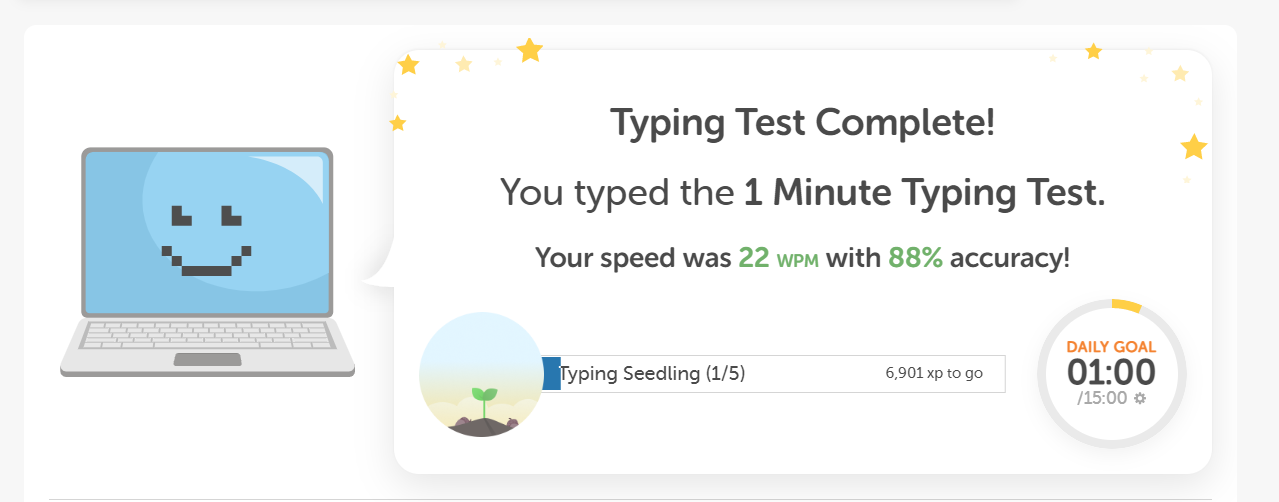 Typing Test Complete!
You typed the 1 Minute Typing Test.
Your speed was 22 WPM with 88% accuracy!
Typing Seedling (1/5) 6,901 xp to go
DAILY GOAL
01:00
/15:00